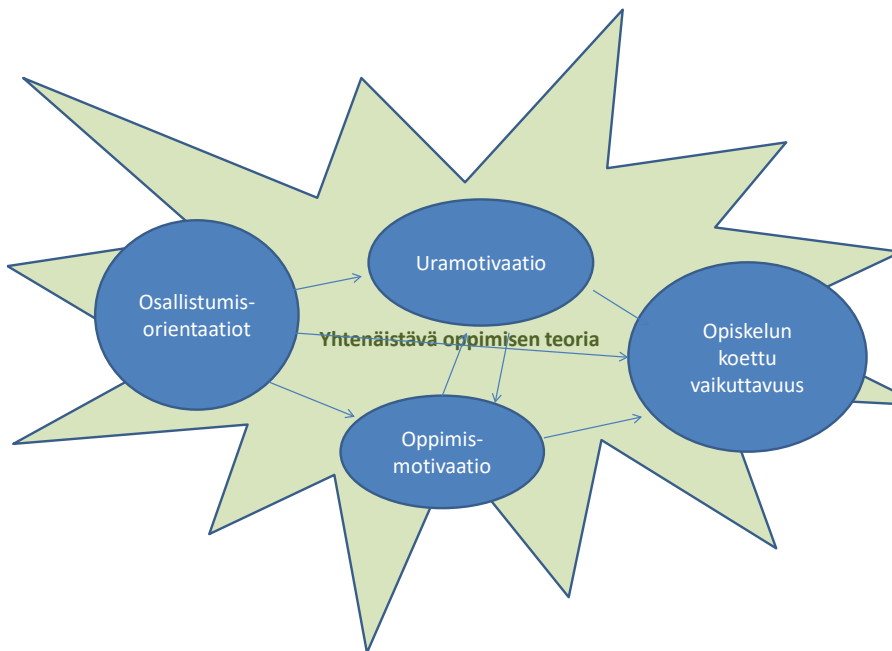 Uramotivaatio
Osallistumis-
orientaatiot
Yhtenäistävä oppimisen teoria
Opiskelun
koettu
vaikuttavuus
Oppimis-
motivaatio